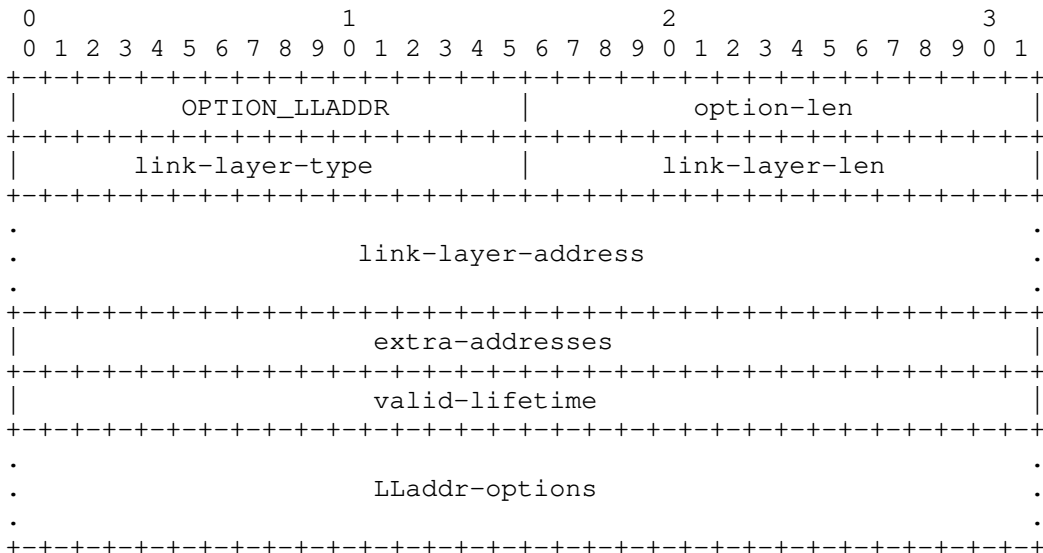 0                   1                   2                   3
 0 1 2 3 4 5 6 7 8 9 0 1 2 3 4 5 6 7 8 9 0 1 2 3 4 5 6 7 8 9 0 1
+-+-+-+-+-+-+-+-+-+-+-+-+-+-+-+-+-+-+-+-+-+-+-+-+-+-+-+-+-+-+-+-+
|          OPTION_LLADDR        |          option-len           |
+-+-+-+-+-+-+-+-+-+-+-+-+-+-+-+-+-+-+-+-+-+-+-+-+-+-+-+-+-+-+-+-+
|       link-layer-type         |        link-layer-len         |
+-+-+-+-+-+-+-+-+-+-+-+-+-+-+-+-+-+-+-+-+-+-+-+-+-+-+-+-+-+-+-+-+
.                                                               .
.                     link-layer-address                        .
.                                                               .
+-+-+-+-+-+-+-+-+-+-+-+-+-+-+-+-+-+-+-+-+-+-+-+-+-+-+-+-+-+-+-+-+
|                      extra-addresses                          |
+-+-+-+-+-+-+-+-+-+-+-+-+-+-+-+-+-+-+-+-+-+-+-+-+-+-+-+-+-+-+-+-+
|                      valid-lifetime                           |
+-+-+-+-+-+-+-+-+-+-+-+-+-+-+-+-+-+-+-+-+-+-+-+-+-+-+-+-+-+-+-+-+
.                                                               .
.                      LLaddr-options                           .
.                                                               .
+-+-+-+-+-+-+-+-+-+-+-+-+-+-+-+-+-+-+-+-+-+-+-+-+-+-+-+-+-+-+-+-+